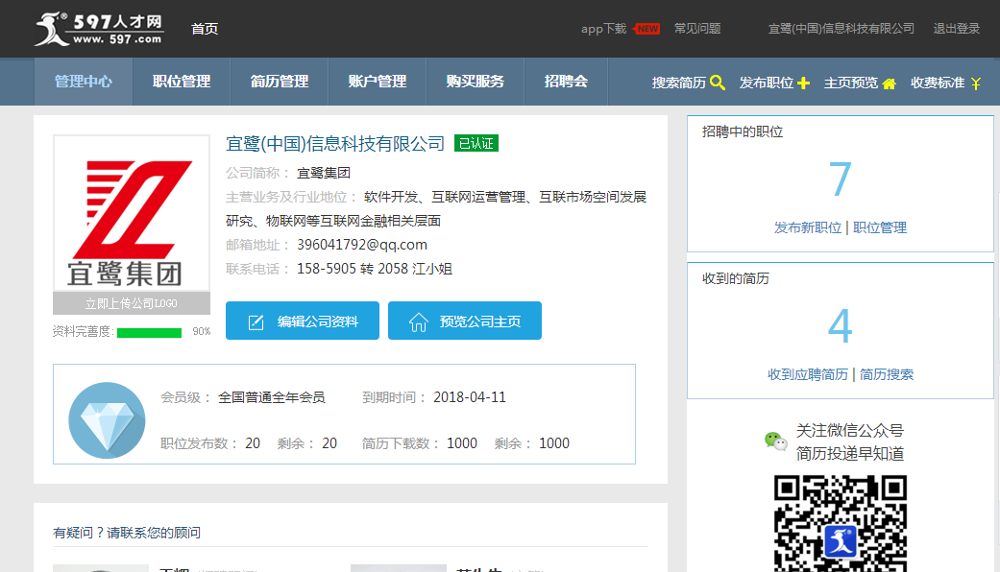 597人才网
www. 597.com
首页
app下载 NEW 常见问题 宜鹭(中国)信息科技有限公司 退出登录
管理中心 职位管理 简历管理 账户管理 购买服务 招聘会 搜索简历 发布职位 主页预览 收费标准
宜鹭集团
立即上传公司LOGO
资料完善度: 90%
宜鹭(中国)信息科技有限公司 已认证
公司简称： 宜鹭集团
主营业务及行业地位： 软件开发、互联网运营管理、互联市场空间发展
研究、物联网等互联网金融相关层面
邮箱地址： 396041792@qq.com
联系电话： 158-5905 转 2058 江小姐
编辑公司资料 预览公司主页
会员级： 全国普通全年会员 到期时间： 2018-04-11
职位发布数： 20 剩余： 20 简历下载数： 1000 剩余： 1000
有疑问？请联系您的顾问
招聘中的职位
7
发布新职位 | 职位管理
收到的简历
4
收到应聘简历 | 简历搜索
关注微信公众号
简历投递早知道